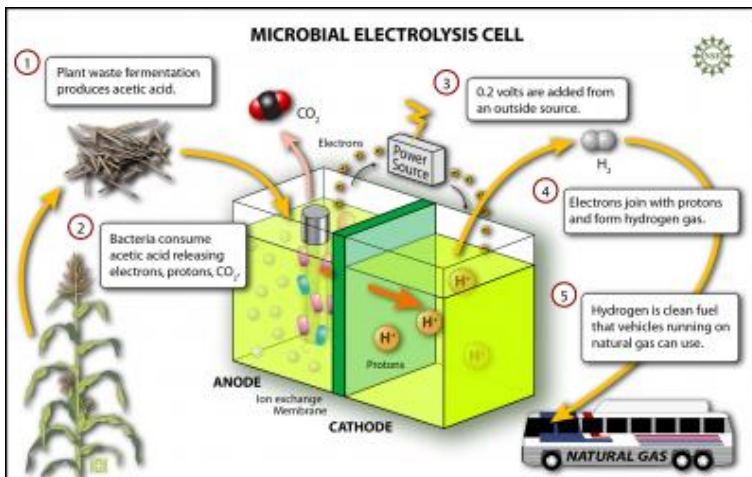 MICROBIAL ELECTROLYSIS CELL
NSF
1
Plant waste fermentation
produces acetic acid.
CO2
Electrons
Power
Source
3
0.2 volts are added from
an outside source.
H2
2
Bacteria consume
acetic acid releasing
electrons, protons, CO2.
4
Electrons join with protons
and form hydrogen gas.
H+
H+
H+
H+
Protons
5
Hydrogen is clean fuel
that vehicles running on
natural gas can use.
ANODE
Ion exchange
Membrane
CATHODE
NATURAL GAS